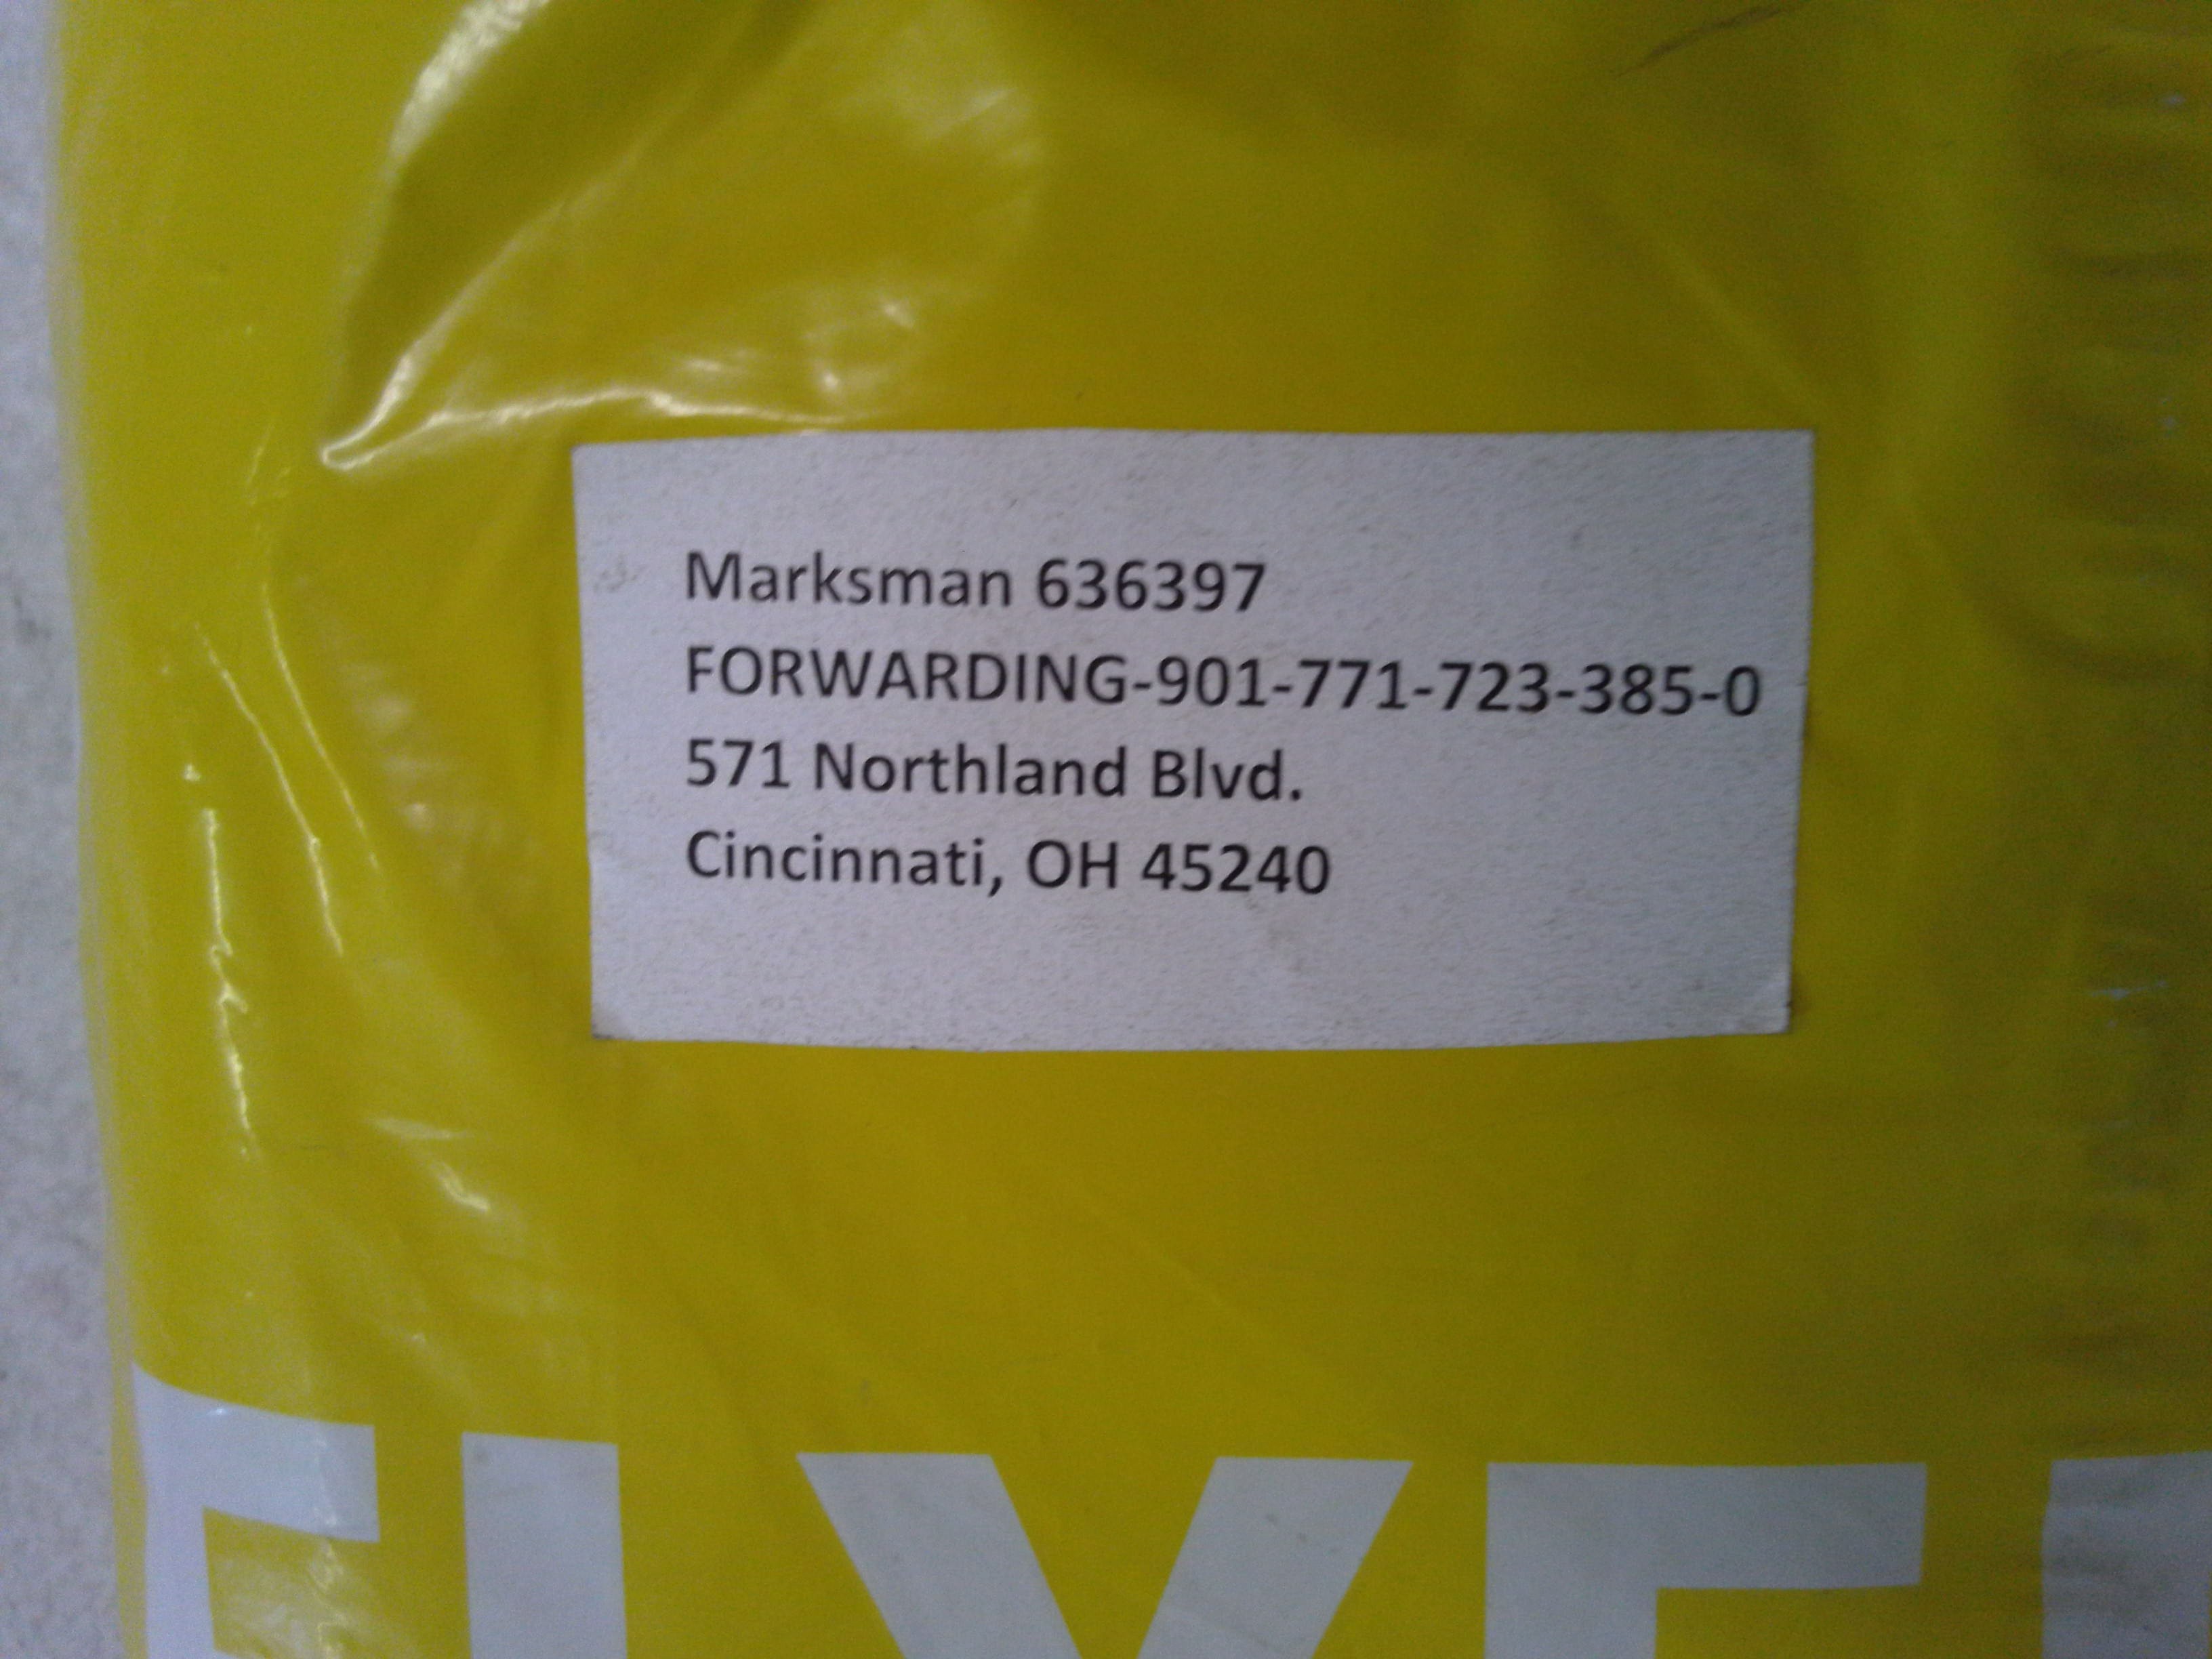 Marksman 636397
FORWARDING-901-771-723-385-0
571 Northland Blvd.
Cincinnati, OH 45240